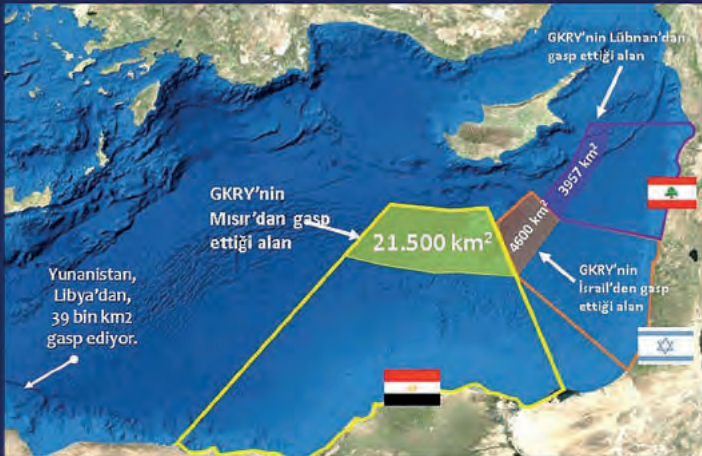 GKRY'nin Lübnan'dan
gasp ettiği alan
3957 km²
GKRY'nin
Mısır'dan gasp
ettiği alan
21.500 km²
4600 km²
GKRY'nin
İsrail'den gasp
ettiği alan
Yunanistan,
Libya'dan,
39 bin km2
gasp ediyor.